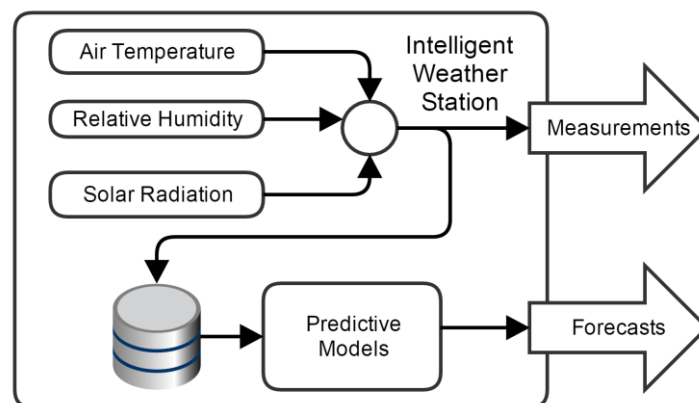 Air Temperature
Intelligent
Weather
Station
Relative Humidity
Measurements
Solar Radiation
Predictive
Models
Forecasts